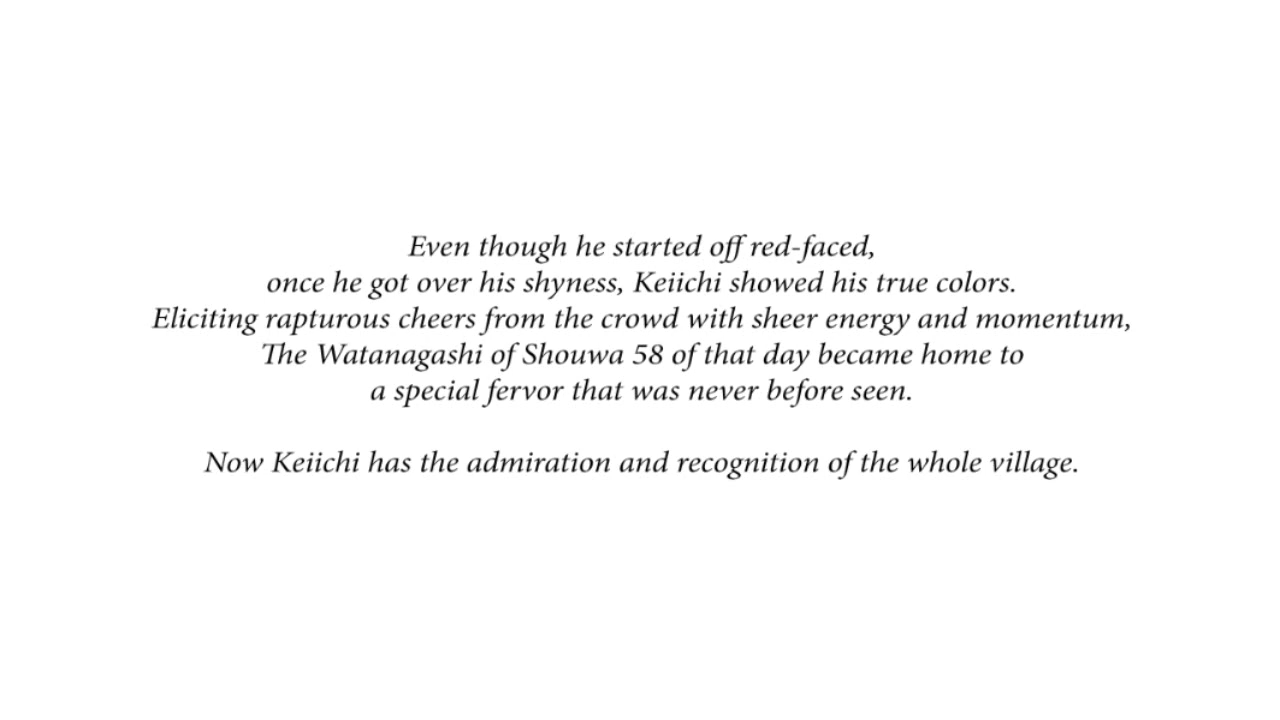 Even though he started off red-faced,
once he got over his shyness, Keiichi showed his true colors.
Eliciting rapturous cheers from the crowd with sheer energy and momentum,
The Watanagashi of Shouwa 58 of that day became home to
a special fervor that was never before seen.
Now Keiichi has the admiration and recognition of the whole village.